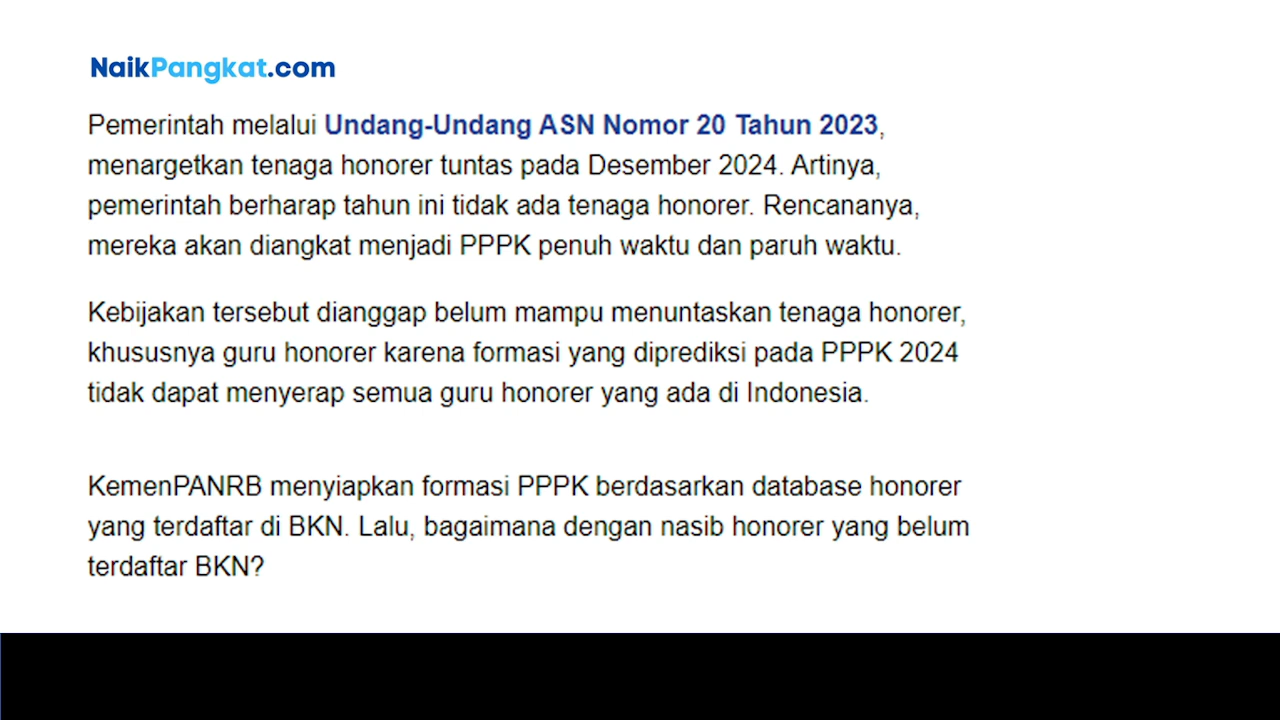 NaikPangkat.com
Pemerintah melalui Undang-Undang ASN Nomor 20 Tahun 2023,
menargetkan tenaga honorer tuntas pada Desember 2024. Artinya,
pemerintah berharap tahun ini tidak ada tenaga honorer. Rencananya,
mereka akan diangkat menjadi PPPK penuh waktu dan paruh waktu.
Kebijakan tersebut dianggap belum mampu menuntaskan tenaga honorer,
khususnya guru honorer karena formasi yang diprediksi pada PPPK 2024
tidak dapat menyerap semua guru honorer yang ada di Indonesia.
KemenPANRB menyiapkan formasi PPPK berdasarkan database honorer
yang terdaftar di BKN. Lalu, bagaimana dengan nasib honorer yang belum
terdaftar BKN?